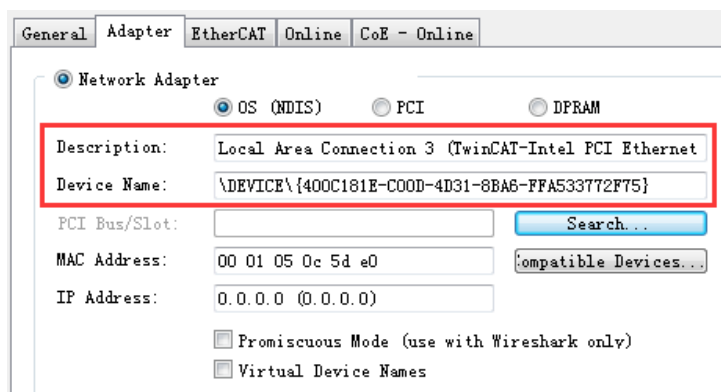 General Adapter EtherCAT Online CoE - Online
Network Adapter
OS (NDIS) PCI DPRAM
Description: Local Area Connection 3 (TwinCAT-Intel PCI Ethernet
Device Name: \DEVICE\{400C181E-C00D-4D31-8BA6-FFA533772F75}
PCI Bus/Slot: Search...
MAC Address: 00 01 05 0c 5d e0 ompatible Devices...
IP Address: 0.0.0.0 (0.0.0.0)
Promiscuous Mode (use with Wireshark only)
Virtual Device Names